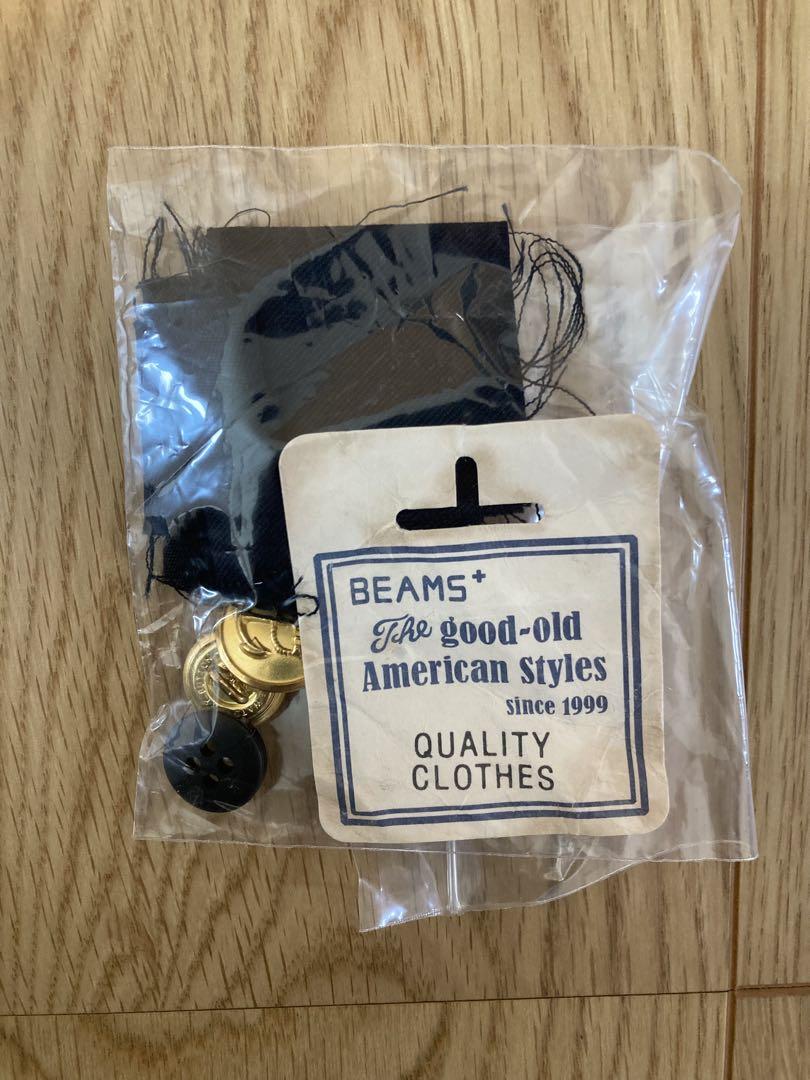 BEAMS+
The good-old
American Styles
since 1999
QUALITY
CLOTHES